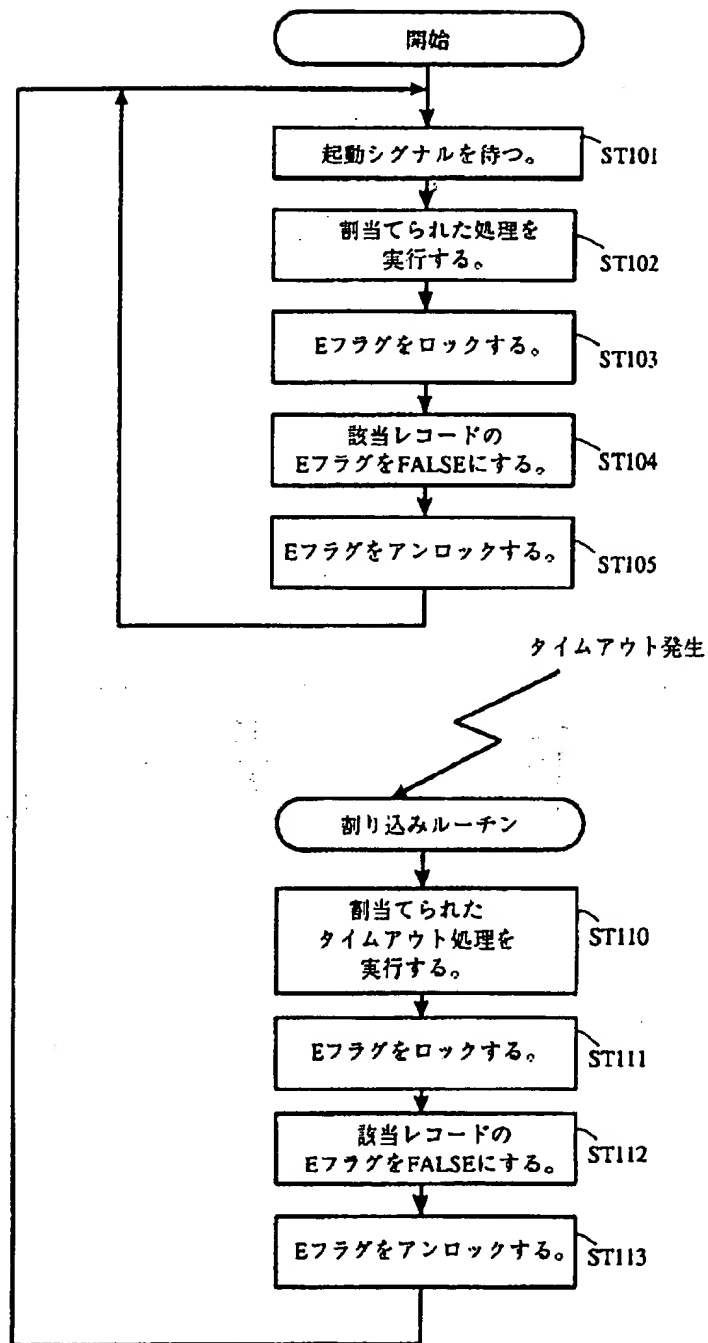 開始
起動シグナルを待つ。
ST101
割当てられた処理を
実行する。
ST102
Eフラグをロックする。
ST103
該当レコードの
EフラグをFALSEにする。
ST104
Eフラグをアンロックする。
ST105
タイムアウト発生
割り込みルーチン
割当てられた
タイムアウト処理を
実行する。
ST110
Eフラグをロックする。
ST111
該当レコードの
EフラグをFALSEにする。
ST112
Eフラグをアンロックする。
ST113